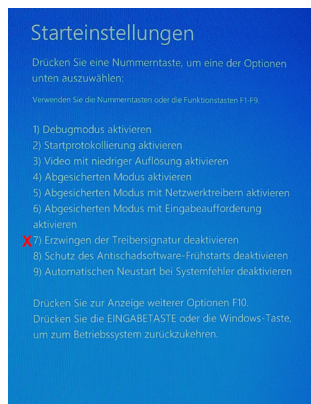 Starteinstellungen
Drücken Sie eine Nummerntaste, um eine der Optionen
unten auszuwählen:
Verwenden Sie die Nummerntasten oder die Funktionstasten F1-F9.
1) Debugmodus aktivieren
2) Startprotokollierung aktivieren
3) Video mit niedriger Auflösung aktivieren
4) Abgesicherten Modus aktivieren
5) Abgesicherten Modus mit Netzwerktreibern aktivieren
6) Abgesicherten Modus mit Eingabeaufforderung
aktivieren
X7) Erzwingen der Treibersignatur deaktivieren
8) Schutz des Antischadsoftware-Frühstarts deaktivieren
9) Automatischen Neustart bei Systemfehler deaktivieren
Drücken Sie zur Anzeige weiterer Optionen F10.
Drücken Sie die EINGABETASTE oder die Windows-Taste,
um zum Betriebssystem zurückzukehren.